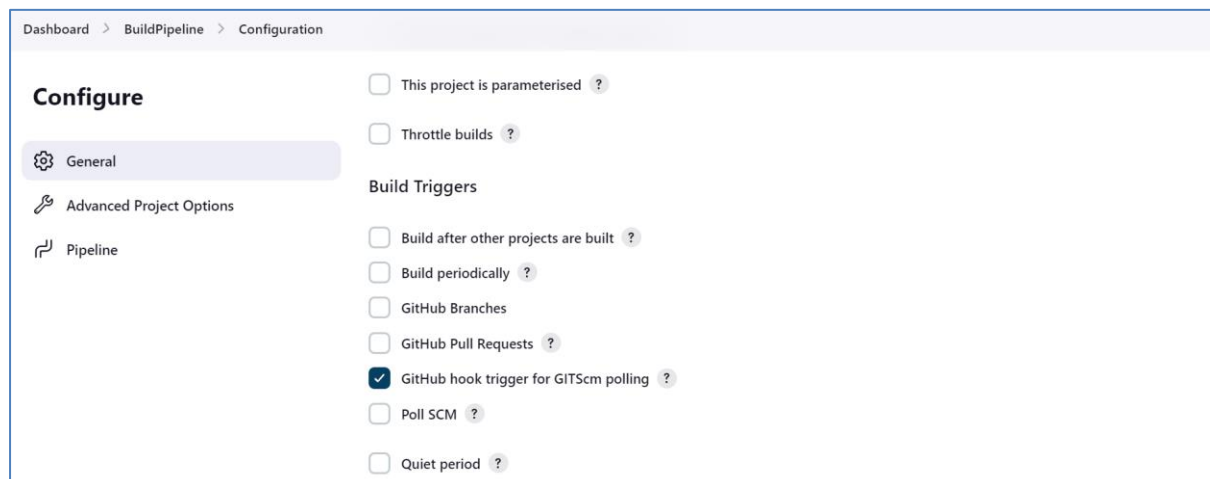 Dashboard > BuildPipeline > Configuration
Configure
General
Advanced Project Options
Pipeline
This project is parameterised ?
Throttle builds ?
Build Triggers
Build after other projects are built ?
Build periodically ?
GitHub Branches
GitHub Pull Requests ?
GitHub hook trigger for GITScm polling ?
Poll SCM ?
Quiet period ?